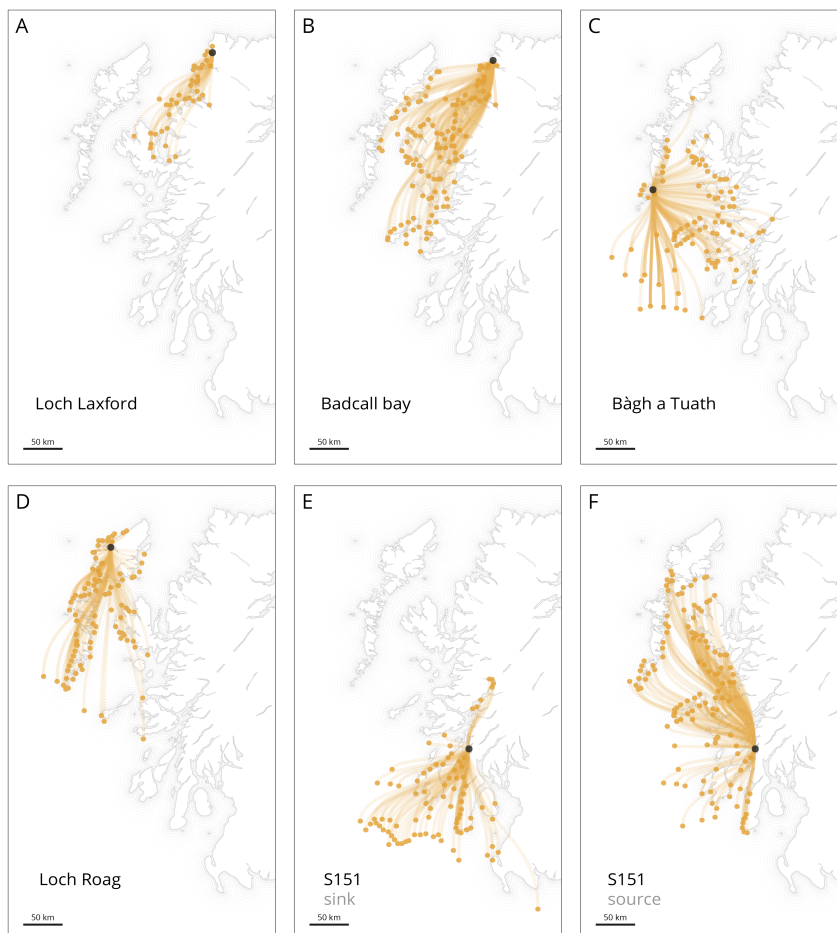 A
Loch Laxford
50 km
B
Badcall bay
50 km
C
Bàgh a Tuath
50 km
D
Loch Roag
50 km
E
S151
sink
50 km
F
S151
source
50 km